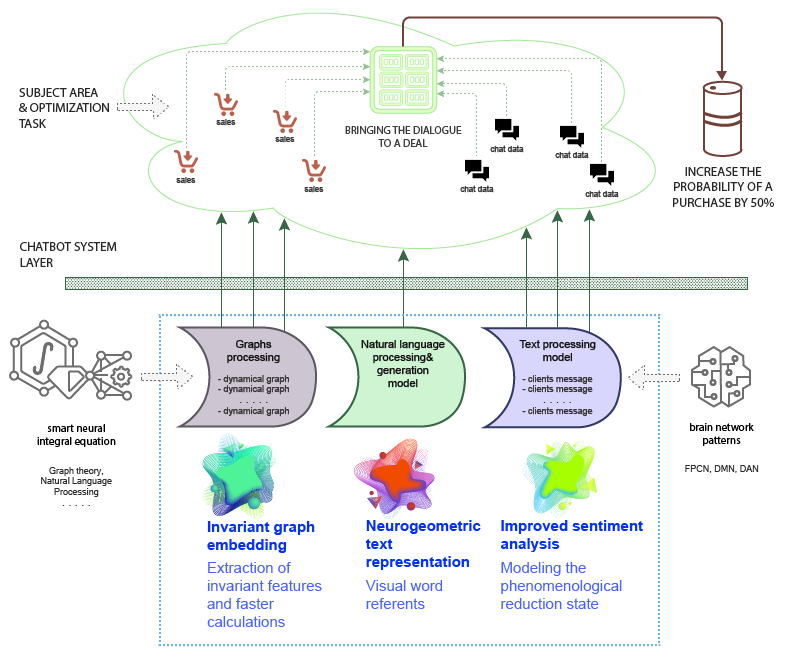 SUBJECT AREA
& OPTIMIZATION
TASK
sales
sales
sales
sales
BRINGING THE DIALOGUE
TO A DEAL
chat data
chat data
chat data
chat data
INCREASE THE
PROBABILITY OF A
PURCHASE BY 50%
CHATBOT SYSTEM
LAYER
Graphs
processing
- dynamical graph
- dynamical graph
. . . . .
- dynamical graph
Natural language
processing&
generation
model
Text processing
model
- clients message
- clients message
. . . . .
- clients message
smart neural
integral equation
Graph theory,
Natural Language
Processing
. . . . .
brain network
patterns
FPCN, DMN, DAN
Invariant graph
embedding
Extraction of
invariant features
and faster
calculations
Neurogeometric
text
representation
Visual word
referents
Improved sentiment
analysis
Modeling the
phenomenological
reduction state